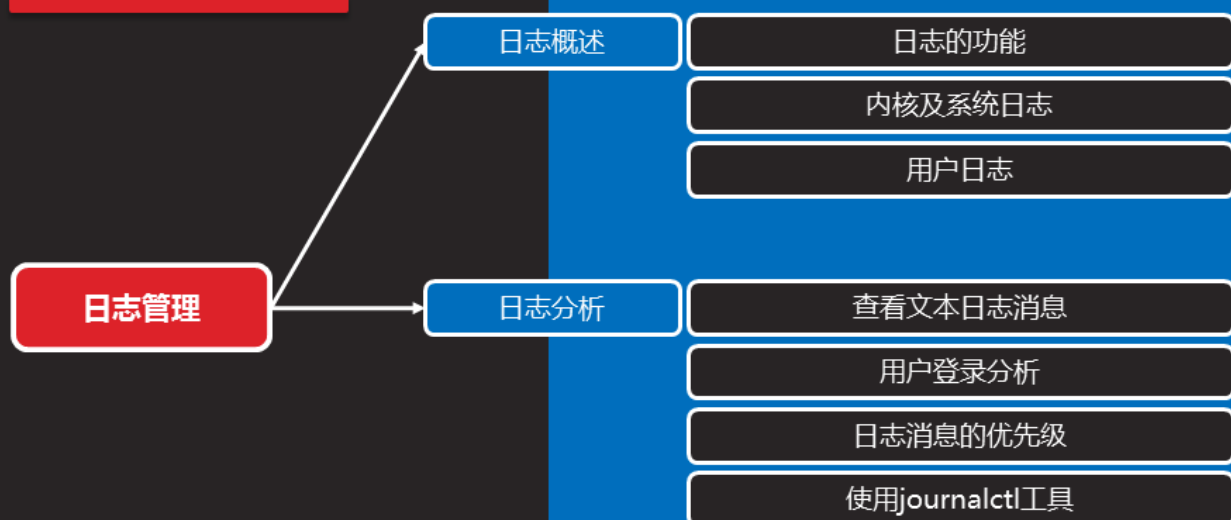 日志概述
日志的功能
内核及系统日志
用户日志
日志管理
日志分析
查看文本日志消息
用户登录分析
日志消息的优先级
使用journalctl工具